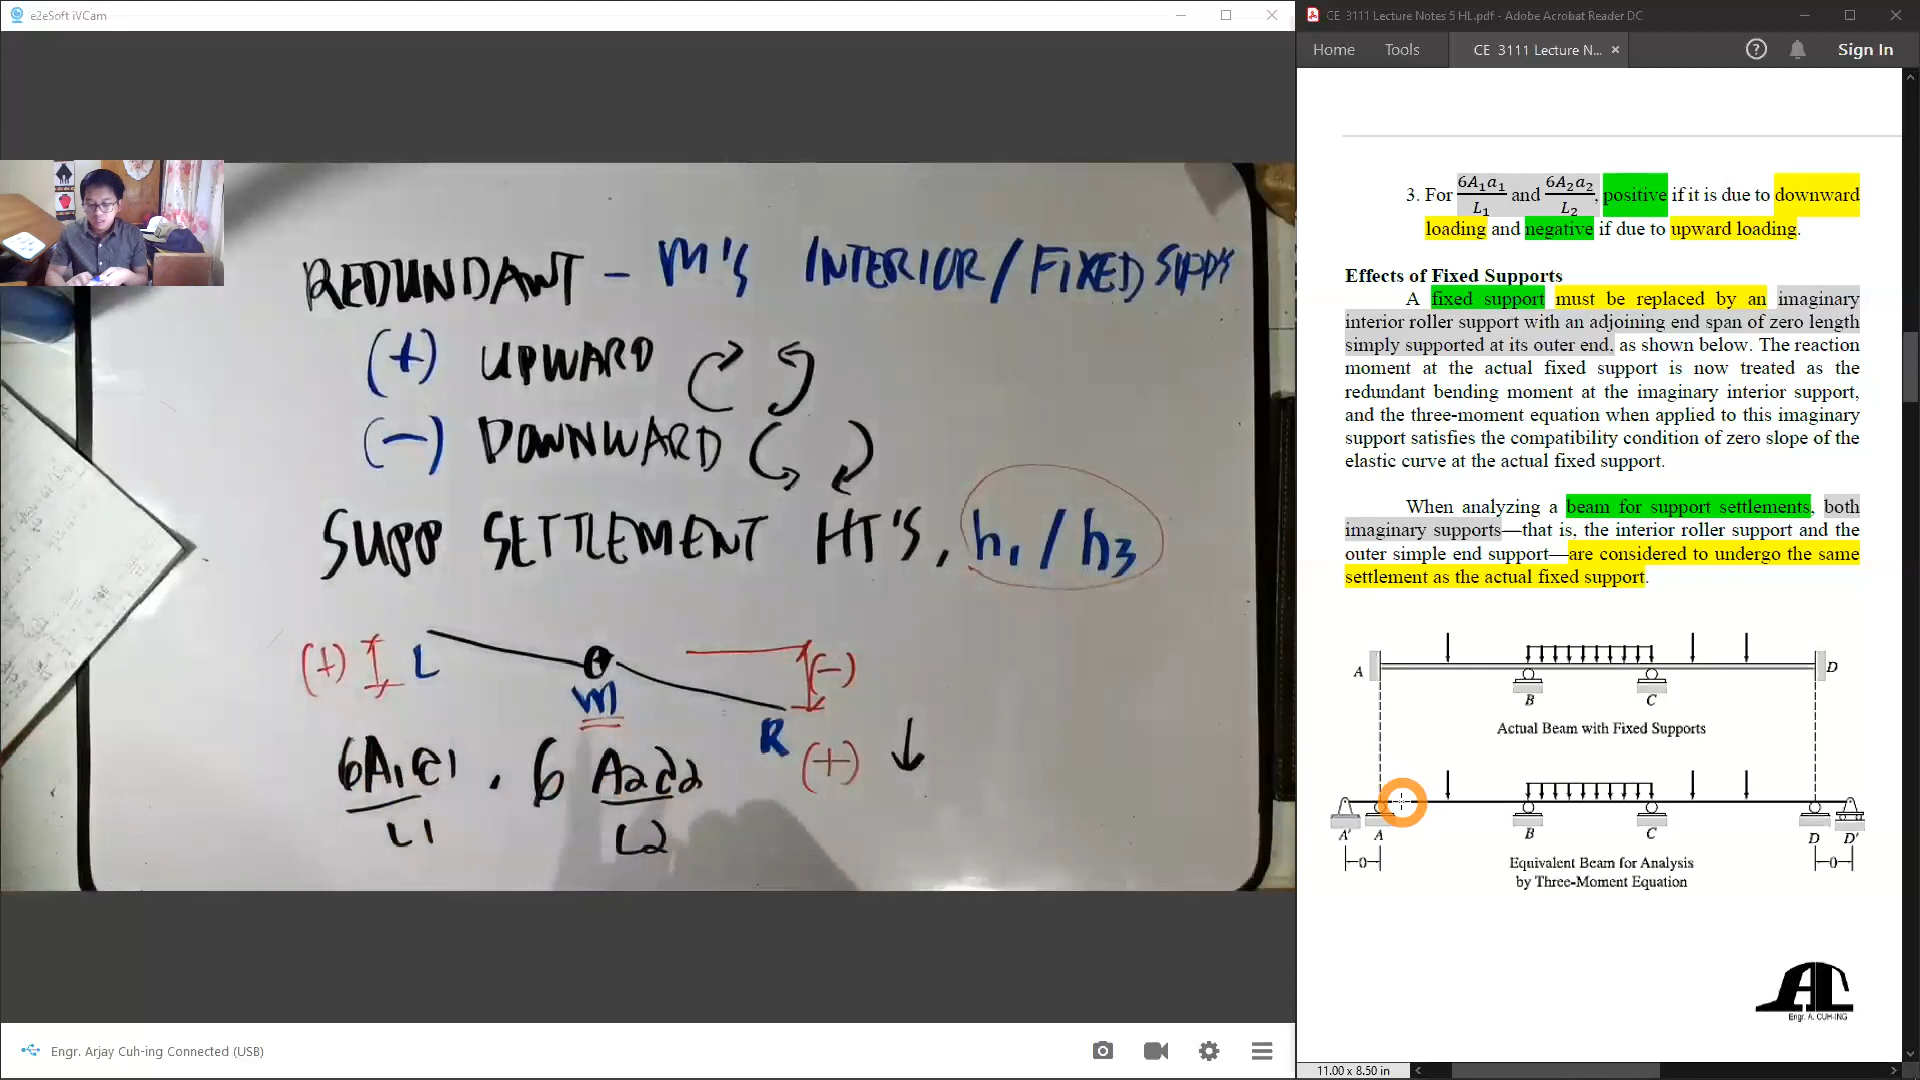 e2eSoft iVCam
REDUNDANT - M'S INTERIOR/FIXED SUPP'S
(+) UPWARD
(-) DOWNWARD
SUPP SETTLEMENT HT'S, h1/h3
(+) L
M
(-)
R
(+)
6A1a1 . 6 A2a2
L1 L2
Engr. Arjay Cuh-ing Connected (USB)
CE 3111 Lecture Notes 5 HL.pdf - Adobe Acrobat Reader DC
Home Tools CE 3111 Lecture N... × ? Sign In
3. For 6A₁a₁/L₁ and 6A₂a₂/L₂, positive if it is due to downward
loading and negative if due to upward loading.
Effects of Fixed Supports
A fixed support must be replaced by an imaginary
interior roller support with an adjoining end span of zero length
simply supported at its outer end, as shown below. The reaction
moment at the actual fixed support is now treated as the
redundant bending moment at the imaginary interior support,
and the three-moment equation when applied to this imaginary
support satisfies the compatibility condition of zero slope of the
elastic curve at the actual fixed support.
When analyzing a beam for support settlements, both
imaginary supports—that is, the interior roller support and the
outer simple end support—are considered to undergo the same
settlement as the actual fixed support.
A D
B C
Actual Beam with Fixed Supports
A' A B C D D'
0 0
Equivalent Beam for Analysis
by Three-Moment Equation
AC
Engr. A. CUH-ING
11.00 x 8.50 in